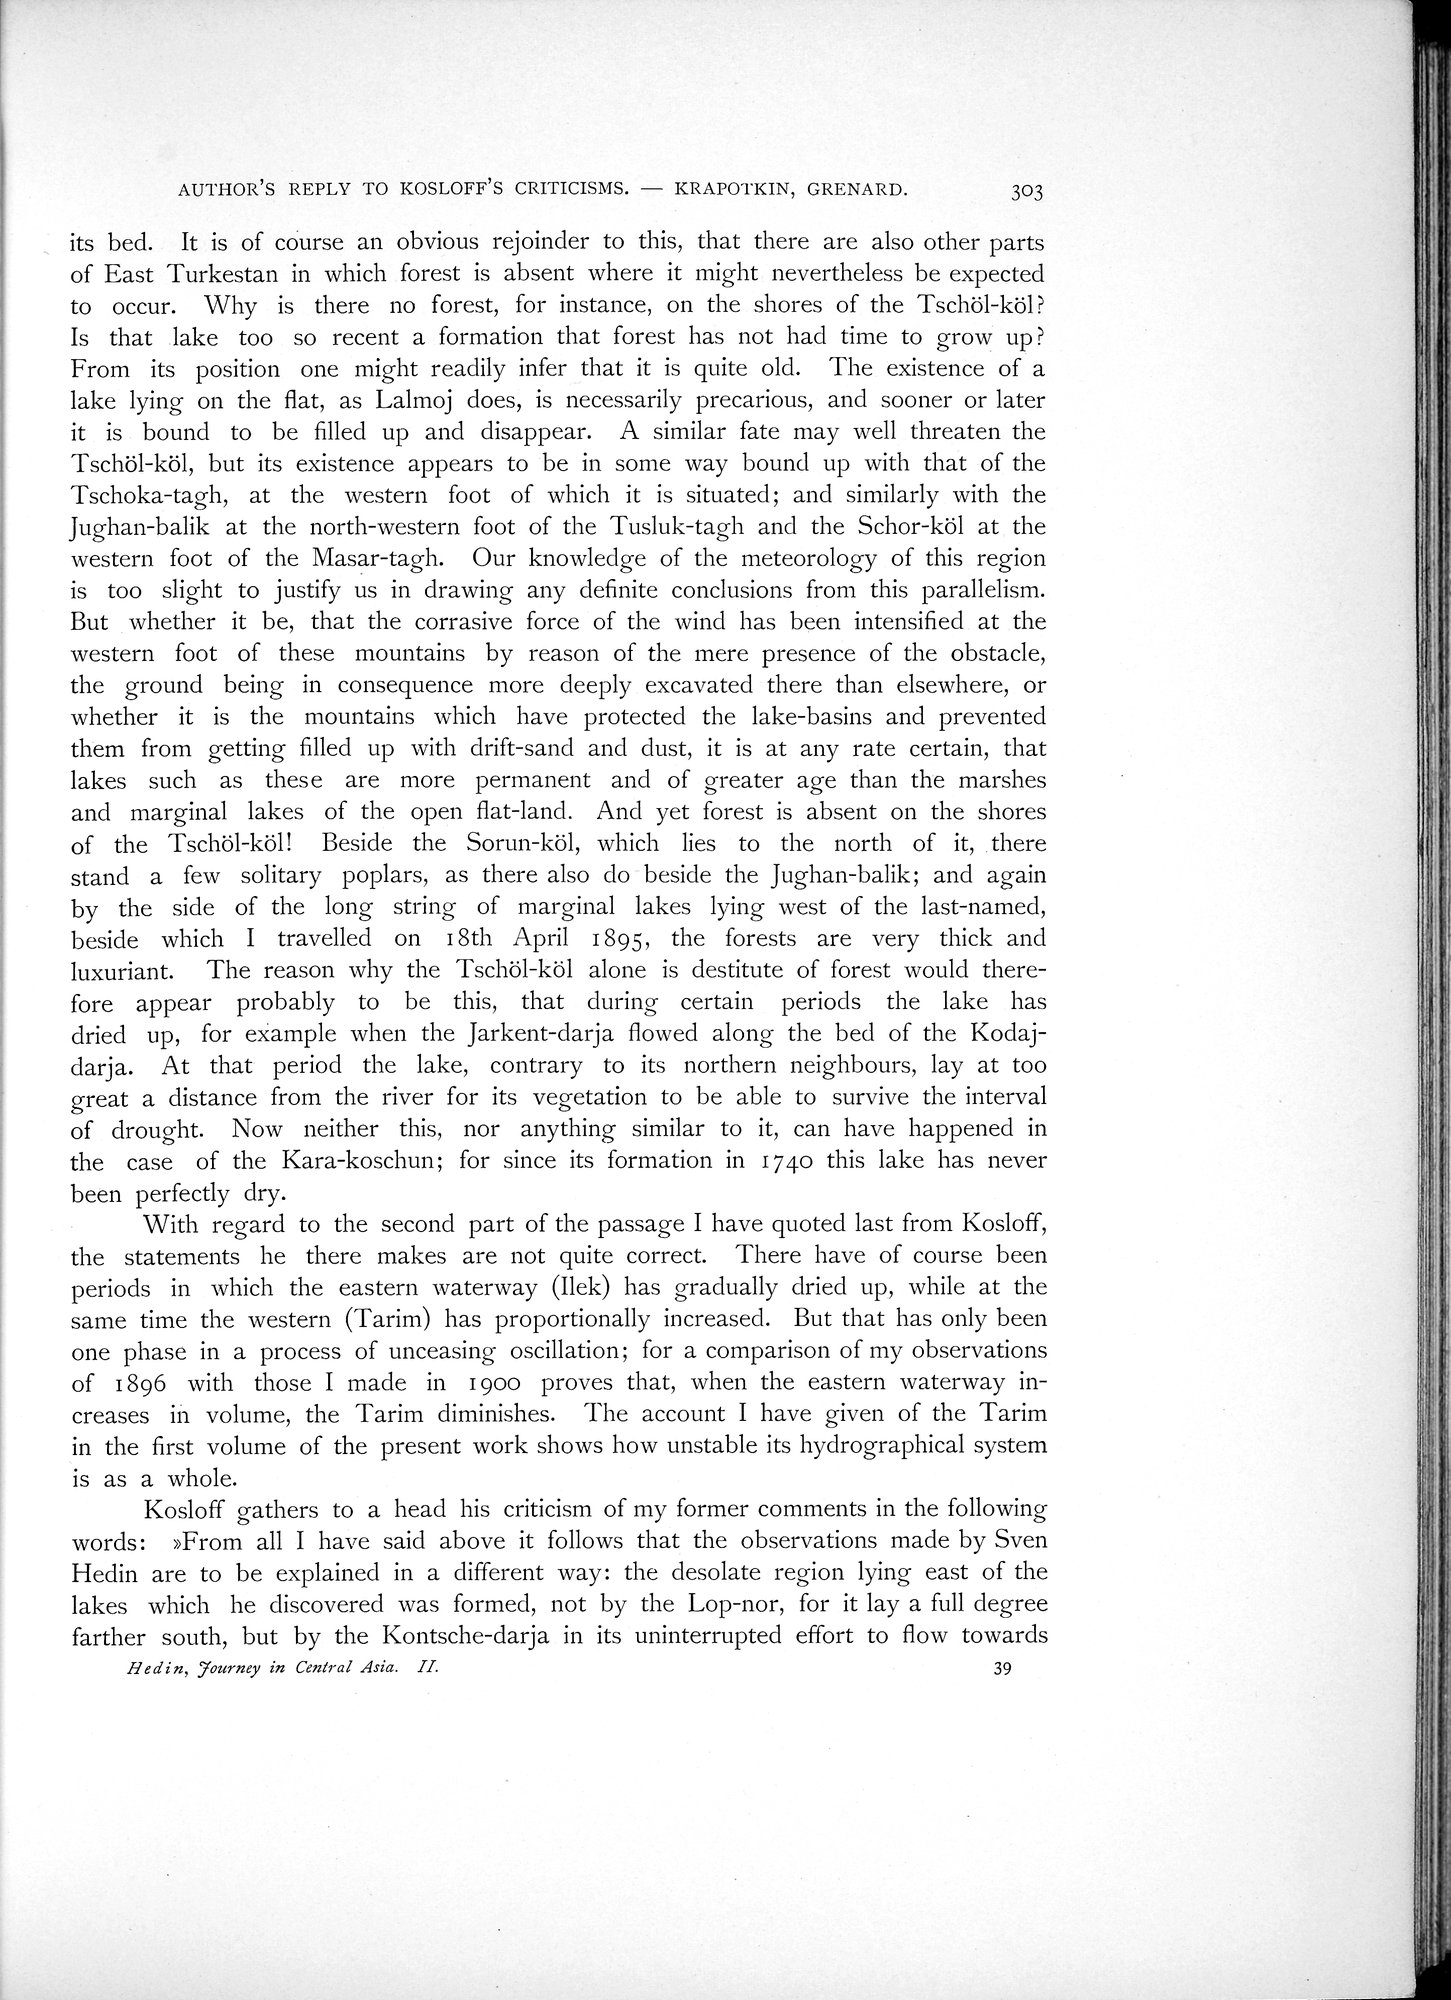 AUTHOR'S REPLY TO KOSLOFF'S CRITICISMS. — KRAPOTKIN, GRENARD. 303
its bed. It is of course an obvious rejoinder to this, that there are also other parts
of East Turkestan in which forest is absent where it might nevertheless be expected
to occur. Why is there no forest, for instance, on the shores of the Tschöl-köl?
Is that lake too so recent a formation that forest has not had time to grow up?
From its position one might readily infer that it is quite old. The existence of a
lake lying on the flat, as Lalmoj does, is necessarily precarious, and sooner or later
it is bound to be filled up and disappear. A similar fate may well threaten the
Tschöl-köl, but its existence appears to be in some way bound up with that of the
Tschoka-tagh, at the western foot of which it is situated; and similarly with the
Jughan-balik at the north-western foot of the Tusluk-tagh and the Schor-köl at the
western foot of the Masar-tagh. Our knowledge of the meteorology of this region
is too slight to justify us in drawing any definite conclusions from this parallelism.
But whether it be, that the corrasive force of the wind has been intensified at the
western foot of these mountains by reason of the mere presence of the obstacle,
the ground being in consequence more deeply excavated there than elsewhere, or
whether it is the mountains which have protected the lake-basins and prevented
them from getting filled up with drift-sand and dust, it is at any rate certain, that
lakes such as these are more permanent and of greater age than the marshes
and marginal lakes of the open flat-land. And yet forest is absent on the shores
of the Tschöl-köl! Beside the Sorun-köl, which lies to the north of it, there
stand a few solitary poplars, as there also do beside the Jughan-balik; and again
by the side of the long string of marginal lakes lying west of the last-named,
beside which I travelled on 18th April 1895, the forests are very thick and
luxuriant. The reason why the Tschöl-köl alone is destitute of forest would there-
fore appear probably to be this, that during certain periods the lake has
dried up, for example when the Jarkent-darja flowed along the bed of the Kodaj-
darja. At that period the lake, contrary to its northern neighbours, lay at too
great a distance from the river for its vegetation to be able to survive the interval
of drought. Now neither this, nor anything similar to it, can have happened in
the case of the Kara-koschun; for since its formation in 1740 this lake has never
been perfectly dry.
With regard to the second part of the passage I have quoted last from Kosloff,
the statements he there makes are not quite correct. There have of course been
periods in which the eastern waterway (Ilek) has gradually dried up, while at the
same time the western (Tarim) has proportionally increased. But that has only been
one phase in a process of unceasing oscillation; for a comparison of my observations
of 1896 with those I made in 1900 proves that, when the eastern waterway in-
creases in volume, the Tarim diminishes. The account I have given of the Tarim
in the first volume of the present work shows how unstable its hydrographical system
is as a whole.
Kosloff gathers to a head his criticism of my former comments in the following
words: »From all I have said above it follows that the observations made by Sven
Hedin are to be explained in a different way: the desolate region lying east of the
lakes which he discovered was formed, not by the Lop-nor, for it lay a full degree
farther south, but by the Kontsche-darja in its uninterrupted effort to flow towards
Hedin, Journey in Central Asia. II. 39